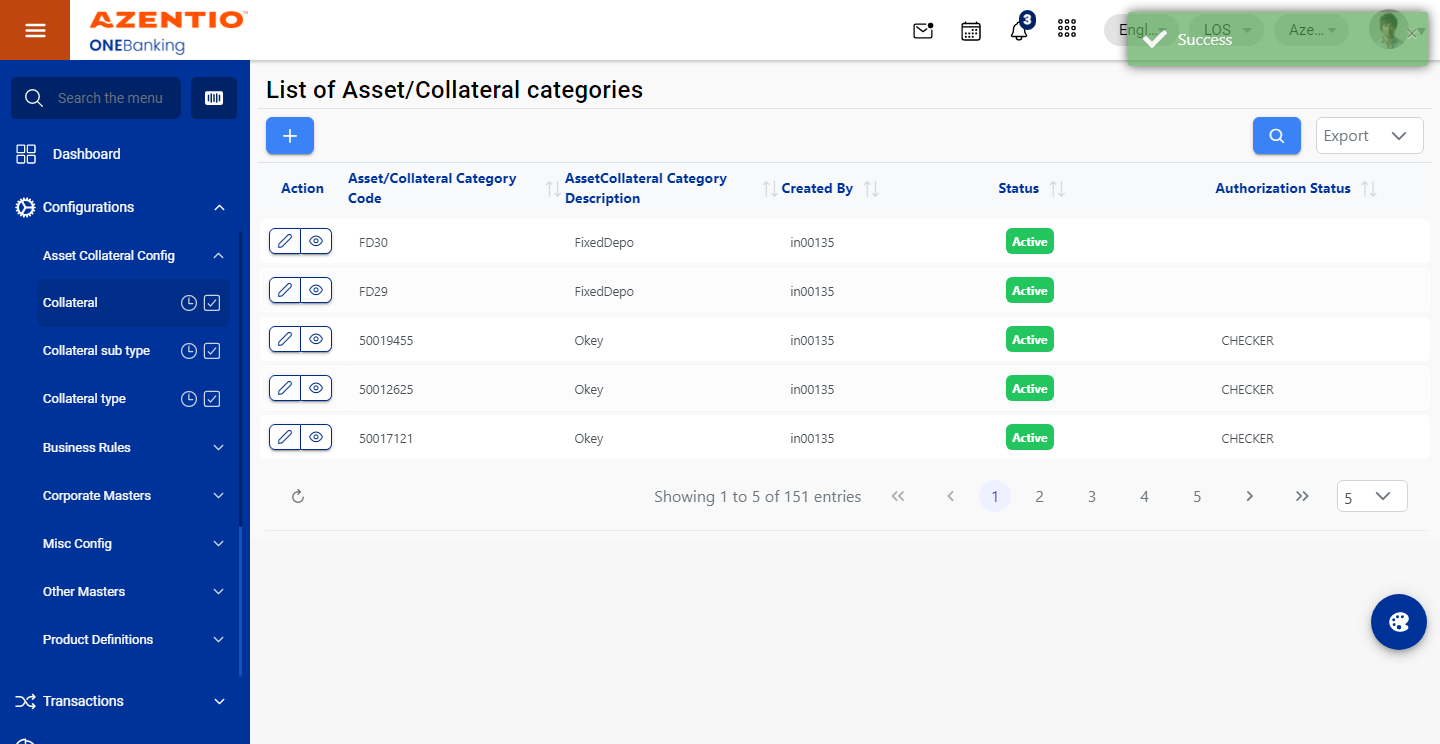 AZENTIO™
ONEBanking
3
Engl...
LOS
Aze...
Success
Search the menu
Dashboard
Configurations
Asset Collateral Config
Collateral
Collateral sub type
Collateral type
Business Rules
Corporate Masters
Misc Config
Other Masters
Product Definitions
Transactions
List of Asset/Collateral categories
Export
Action
Asset/Collateral Category Code
AssetCollateral Category Description
Created By
Status
Authorization Status
FD30 FixedDepo in00135 Active
FD29 FixedDepo in00135 Active
50019455 Okey in00135 Active CHECKER
50012625 Okey in00135 Active CHECKER
50017121 Okey in00135 Active CHECKER
Showing 1 to 5 of 151 entries 1 2 3 4 5 5